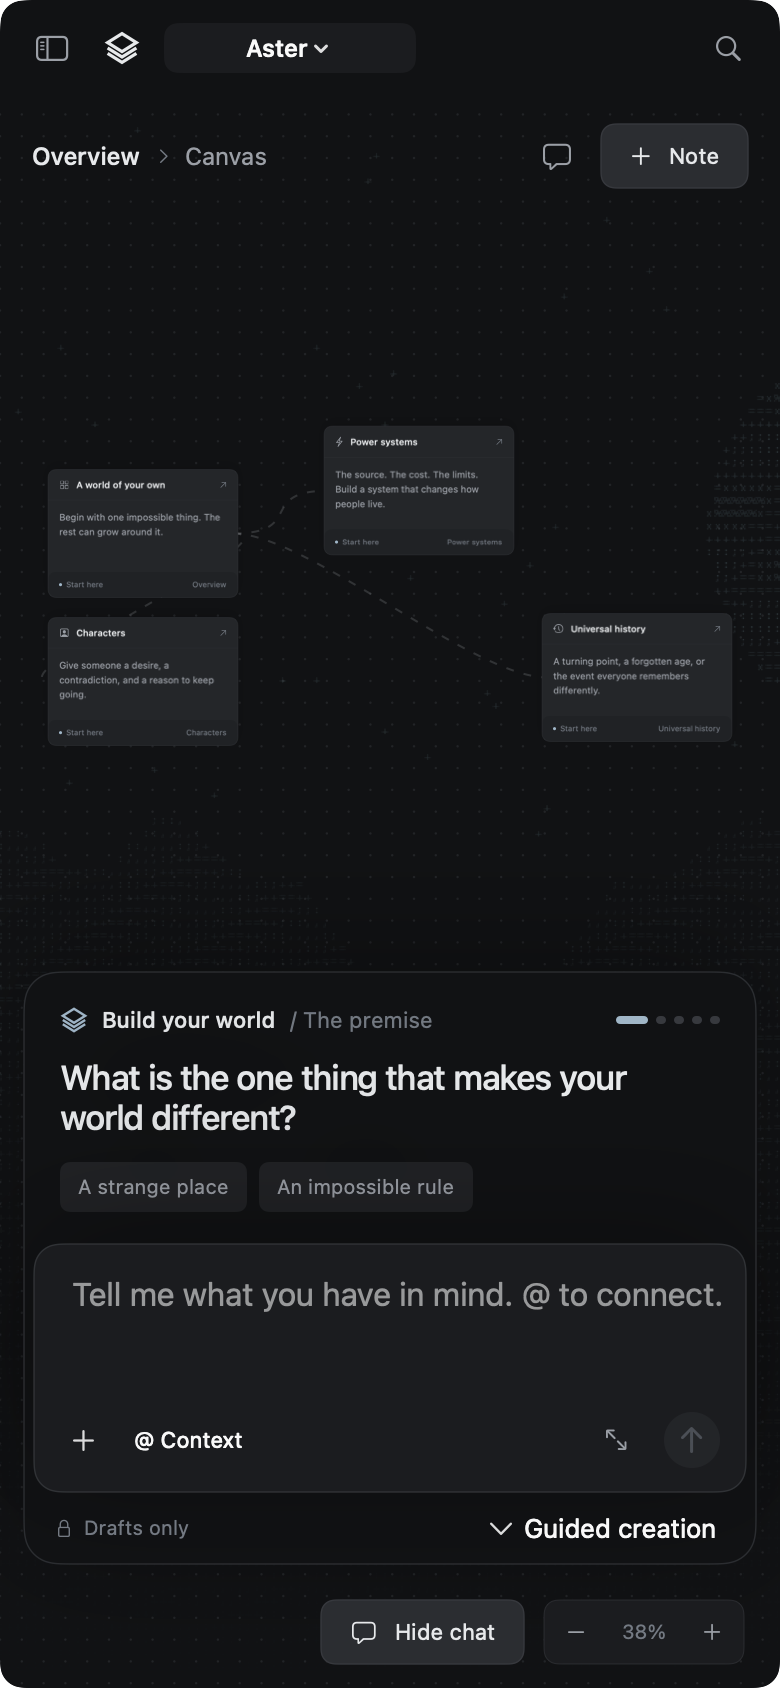 Aster
Overview > Canvas
+ Note
Power systems
The source. The cost. The limits.
Build a system that changes how
people live.
Start here Power systems
A world of your own
Begin with one impossible thing. The
rest can grow around it.
Start here Overview
Characters
Give someone a desire, a
contradiction, and a reason to keep
going.
Start here Characters
Universal history
A turning point, a forgotten age, or
the event everyone remembers
differently.
Start here Universal history
Build your world / The premise
What is the one thing that makes your
world different?
A strange place An impossible rule
Tell me what you have in mind. @ to connect.
@ Context
Drafts only Guided creation
Hide chat − 38% +